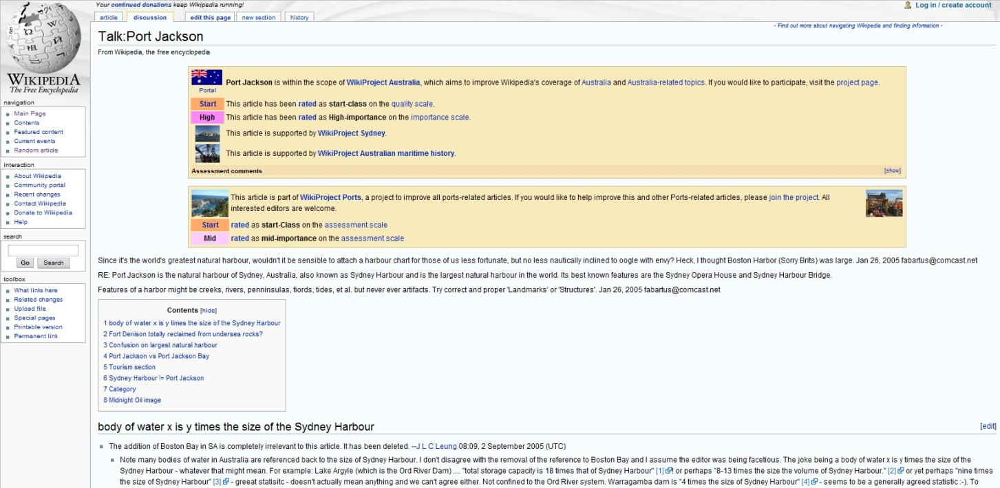 Your continued donations keep Wikipedia running!
Log in / create account
article discussion edit this page new section history
- Find out more about navigating Wikipedia and finding information -
Talk:Port Jackson
From Wikipedia, the free encyclopedia
WIKIPEDIA
The Free Encyclopedia
navigation
Main Page
Contents
Featured content
Current events
Random article
interaction
About Wikipedia
Community portal
Recent changes
Contact Wikipedia
Donate to Wikipedia
Help
search
Go Search
toolbox
What links here
Related changes
Upload file
Special pages
Printable version
Permanent link
Portal
Port Jackson is within the scope of WikiProject Australia, which aims to improve Wikipedia's coverage of Australia and Australia-related topics. If you would like to participate, visit the project page.
Start This article has been rated as start-class on the quality scale.
High This article has been rated as High-importance on the importance scale.
This article is supported by WikiProject Sydney.
This article is supported by WikiProject Australian maritime history.
Assessment comments [show]
This article is part of WikiProject Ports, a project to improve all ports-related articles. If you would like to help improve this and other Ports-related articles, please join the project. All
interested editors are welcome.
Start rated as start-Class on the assessment scale
Mid rated as mid-importance on the assessment scale
Since it's the world's greatest natural harbour, wouldn't it be sensible to attach a harbour chart for those of us less fortunate, but no less nautically inclined to oogle with envy? Heck, I thought Boston Harbor (Sorry Brits) was large. Jan 26, 2005 fabartus@comcast.net
RE: Port Jackson is the natural harbour of Sydney, Australia, also known as Sydney Harbour and is the largest natural harbour in the world. Its best known features are the Sydney Opera House and Sydney Harbour Bridge.
Features of a harbor might be creeks, rivers, penninsulas, fiords, tides, et al. but never ever artifacts. Try correct and proper 'Landmarks' or 'Structures'. Jan 26, 2005 fabartus@comcast.net
Contents [hide]
1 body of water x is y times the size of the Sydney Harbour
2 Fort Denison totally reclaimed from undersea rocks?
3 Confusion on largest natural harbour
4 Port Jackson vs Port Jackson Bay
5 Tourism section
6 Sydney Harbour != Port Jackson
7 Category
8 Midnight Oil image
body of water x is y times the size of the Sydney Harbour [edit]
The addition of Boston Bay in SA is completely irrelevant to this article. It has been deleted. --J L C Leung 08:09, 2 September 2005 (UTC)
Note many bodies of water in Australia are referenced back to the size of Sydney Harbour. I don't disagree with the removal of the reference to Boston Bay and I assume the editor was being facetious. The joke being a body of water x is y times the size of the
Sydney Harbour - whatever that might mean. For example: Lake Argyle (which is the Ord River Dam) .... "total storage capacity is 18 times that of Sydney Harbour" [1]! or perhaps "8-13 times the size the volume of Sydney Harbour." [2] or yet perhaps "nine times
the size of Sydney Harbour" [3] - greeat statisitc - doesn't actually mean anything and we can't agree either. Not confined to the Ord River system. Warragamba dam is "4 times the size of Sydney Harbour" [4] - seems to be a generally agreed statistic :-). To